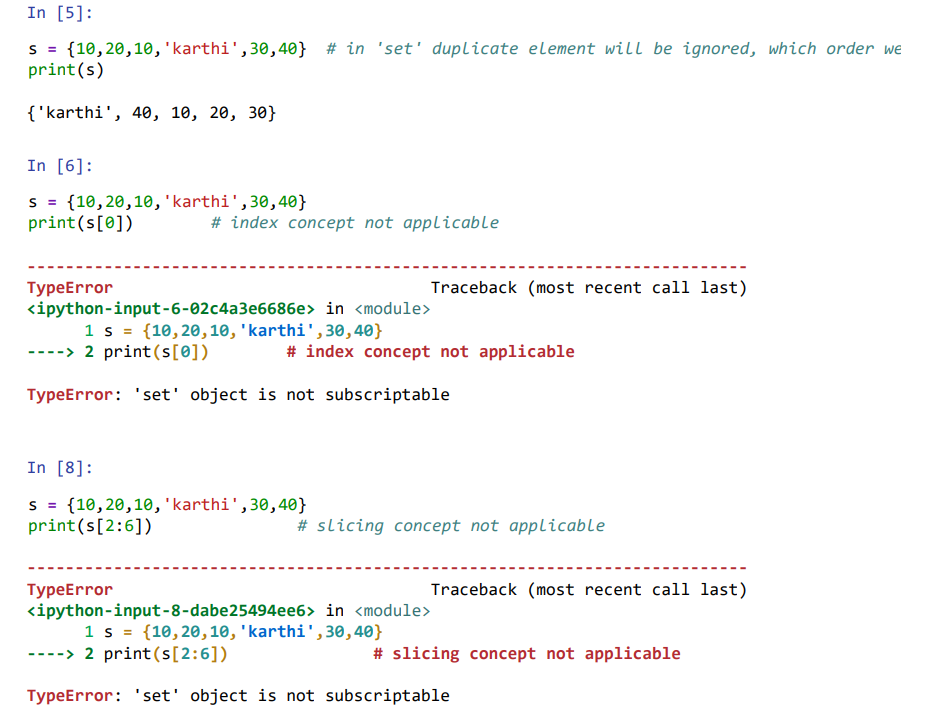 In [5]:
s = {10,20,10,'karthi',30,40}  # in 'set' duplicate element will be ignored, which order we
print(s)
{'karthi', 40, 10, 20, 30}
In [6]:
s = {10,20,10,'karthi',30,40}
print(s[0])        # index concept not applicable
---------------------------------------------------------------------------
TypeError                                 Traceback (most recent call last)
<ipython-input-6-02c4a3e6686e> in <module>
      1 s = {10,20,10,'karthi',30,40}
----> 2 print(s[0])        # index concept not applicable
TypeError: 'set' object is not subscriptable
In [8]:
s = {10,20,10,'karthi',30,40}
print(s[2:6])               # slicing concept not applicable
---------------------------------------------------------------------------
TypeError                                 Traceback (most recent call last)
<ipython-input-8-dabe25494ee6> in <module>
      1 s = {10,20,10,'karthi',30,40}
----> 2 print(s[2:6])               # slicing concept not applicable
TypeError: 'set' object is not subscriptable